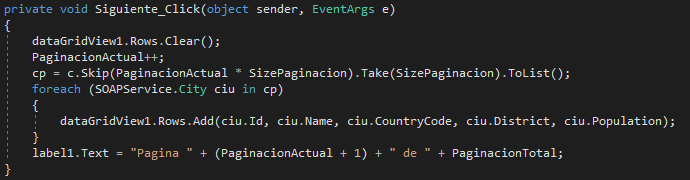 private void Siguiente_Click(object sender, EventArgs e)
{
dataGridView1.Rows.Clear();
PaginacionActual++;
cp = c.Skip(PaginacionActual * SizePaginacion).Take(SizePaginacion).ToList();
foreach (SOAPService.City ciu in cp)
{
dataGridView1.Rows.Add(ciu.Id, ciu.Name, ciu.CountryCode, ciu.District, ciu.Population);
}
label1.Text = "Pagina " + (PaginacionActual + 1) + " de " + PaginacionTotal;
}